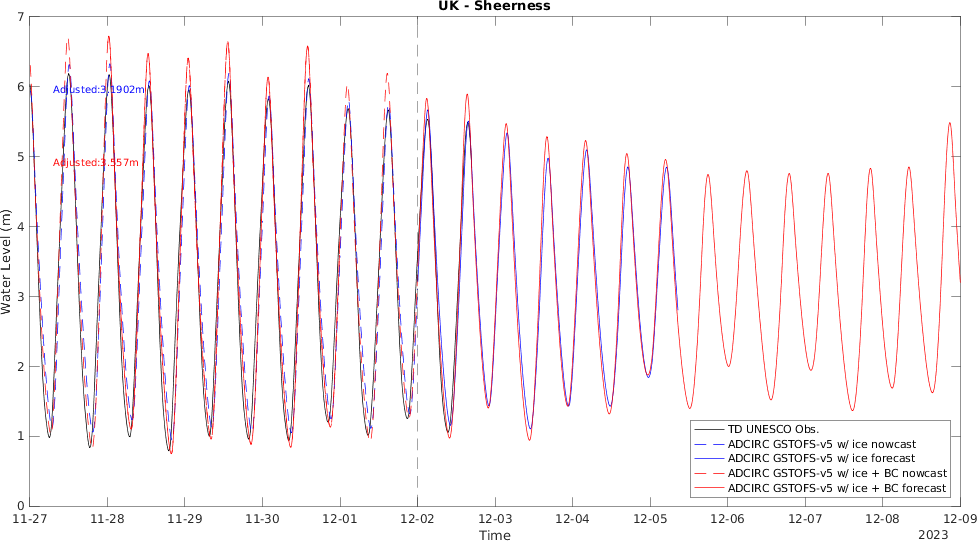 UK - Sheerness
7
6
5
4
3
2
1
0
Water Level (m)
Adjusted:3.1902m
Adjusted:3.557m
TD UNESCO Obs.
ADCIRC GSTOFS-v5 w/ ice nowcast
ADCIRC GSTOFS-v5 w/ ice forecast
ADCIRC GSTOFS-v5 w/ ice + BC nowcast
ADCIRC GSTOFS-v5 w/ ice + BC forecast
11-27 11-28 11-29 11-30 12-01 12-02 12-03 12-04 12-05 12-06 12-07 12-08 12-09
Time
2023